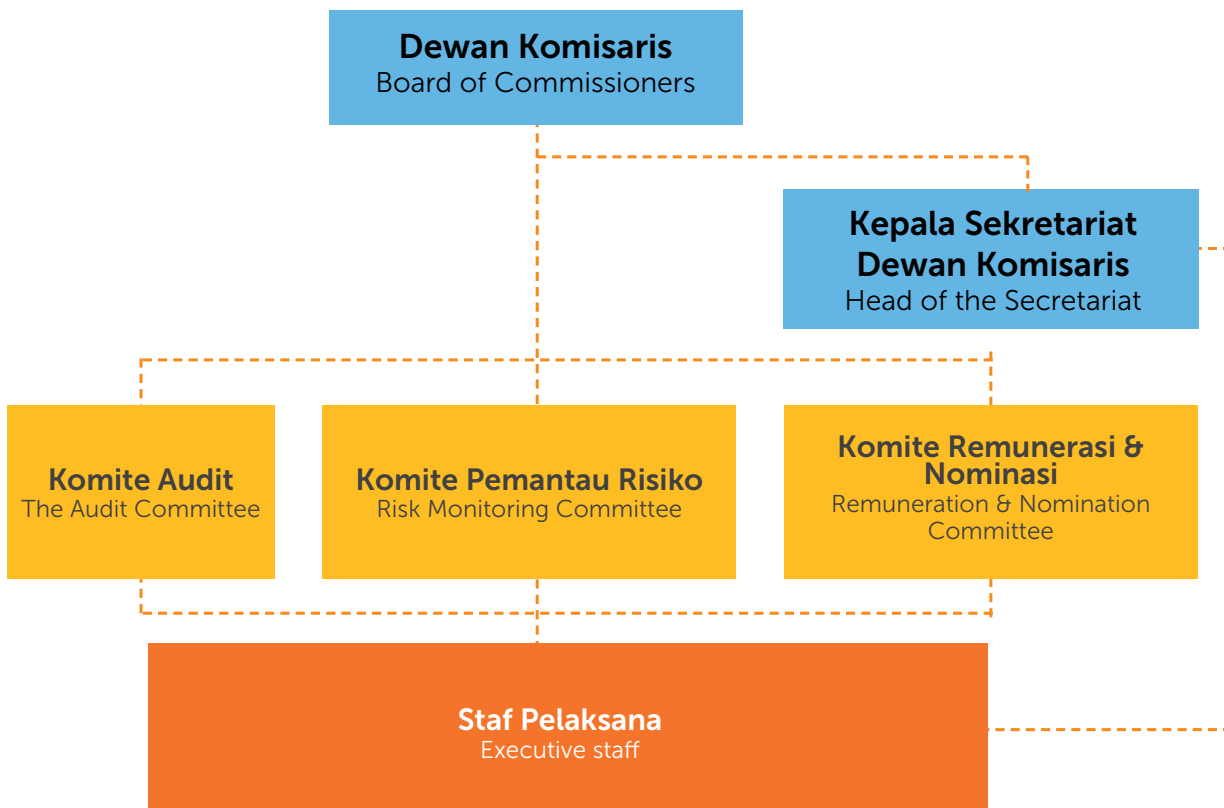 Dewan Komisaris
Board of Commissioners
Kepala Sekretariat
Dewan Komisaris
Head of the Secretariat
Komite Audit
The Audit Committee
Komite Pemantau Risiko
Risk Monitoring Committee
Komite Remunerasi &
Nominasi
Remuneration & Nomination
Committee
Staf Pelaksana
Executive staff